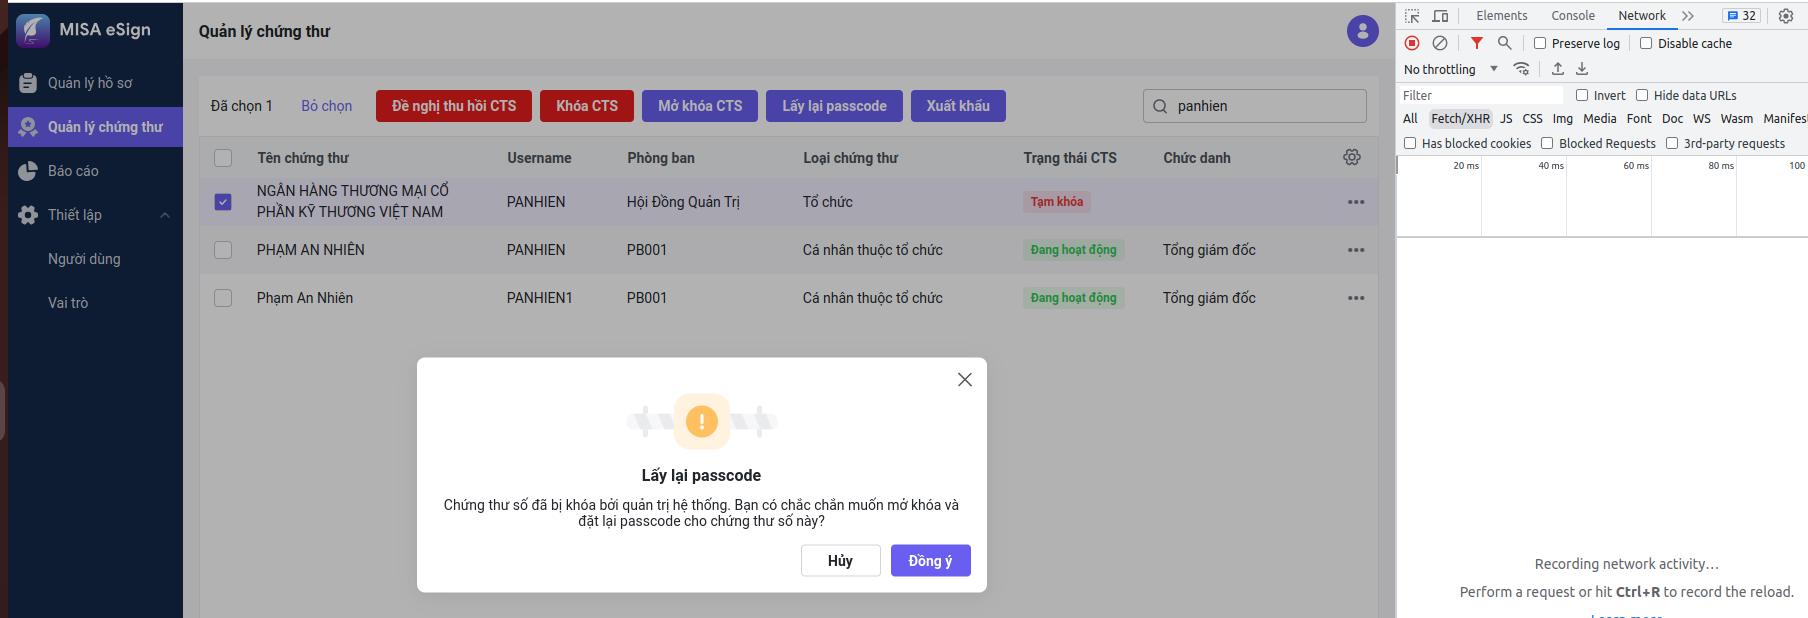 MISA eSign
Quản lý hồ sơ
Quản lý chứng thư
Báo cáo
Thiết lập
Người dùng
Vai trò
Quản lý chứng thư
Đã chọn 1 Bỏ chọn Đề nghị thu hồi CTS Khóa CTS Mở khóa CTS Lấy lại passcode Xuất khẩu panhien
Tên chứng thư Username Phòng ban Loại chứng thư Trạng thái CTS Chức danh
NGÂN HÀNG THƯƠNG MẠI CỔ
PHẦN KỸ THƯƠNG VIỆT NAM PANHIEN Hội Đồng Quản Trị Tổ chức Tạm khóa
PHẠM AN NHIÊN PANHIEN PB001 Cá nhân thuộc tổ chức Đang hoạt động Tổng giám đốc
Phạm An Nhiên PANHIEN1 PB001 Cá nhân thuộc tổ chức Đang hoạt động Tổng giám đốc
Lấy lại passcode
Chứng thư số đã bị khóa bởi quản trị hệ thống. Bạn có chắc chắn muốn mở khóa và
đặt lại passcode cho chứng thư số này?
Hủy Đồng ý
Elements Console Network 32
Preserve log Disable cache
No throttling
Filter Invert Hide data URLs
All Fetch/XHR JS CSS Img Media Font Doc WS Wasm Manifest
Has blocked cookies Blocked Requests 3rd-party requests
20 ms 40 ms 60 ms 80 ms 100
Recording network activity…
Perform a request or hit Ctrl+R to record the reload.